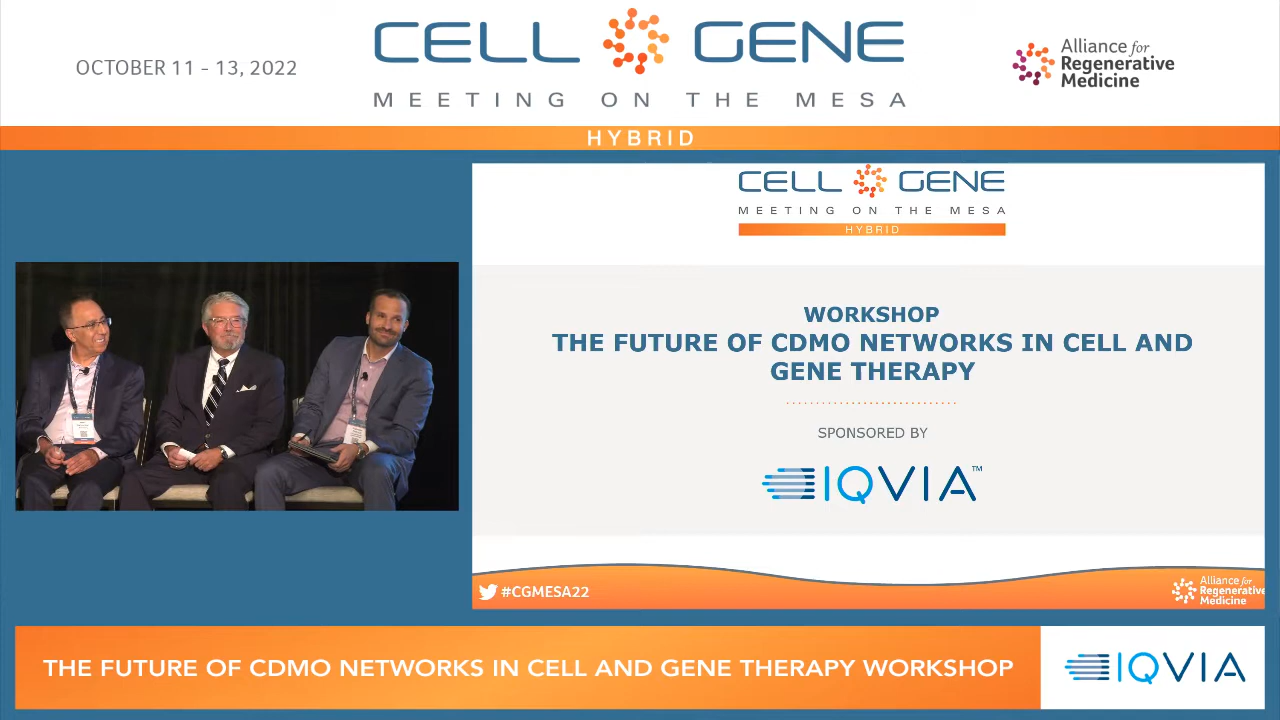 OCTOBER 11 - 13, 2022
CELL GENE
MEETING ON THE MESA
Alliance for
Regenerative
Medicine
HYBRID
CELL GENE
MEETING ON THE MESA
HYBRID
WORKSHOP
THE FUTURE OF CDMO NETWORKS IN CELL AND
GENE THERAPY
SPONSORED BY
IQVIA™
#CGMESA22
Alliance for
Regenerative
Medicine
THE FUTURE OF CDMO NETWORKS IN CELL AND GENE THERAPY WORKSHOP
IQVIA